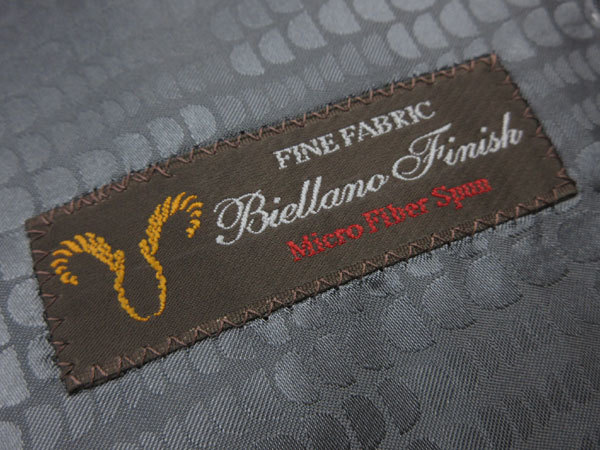 FINE FABRIC
Biellano Finish
Micro Fiber Spun